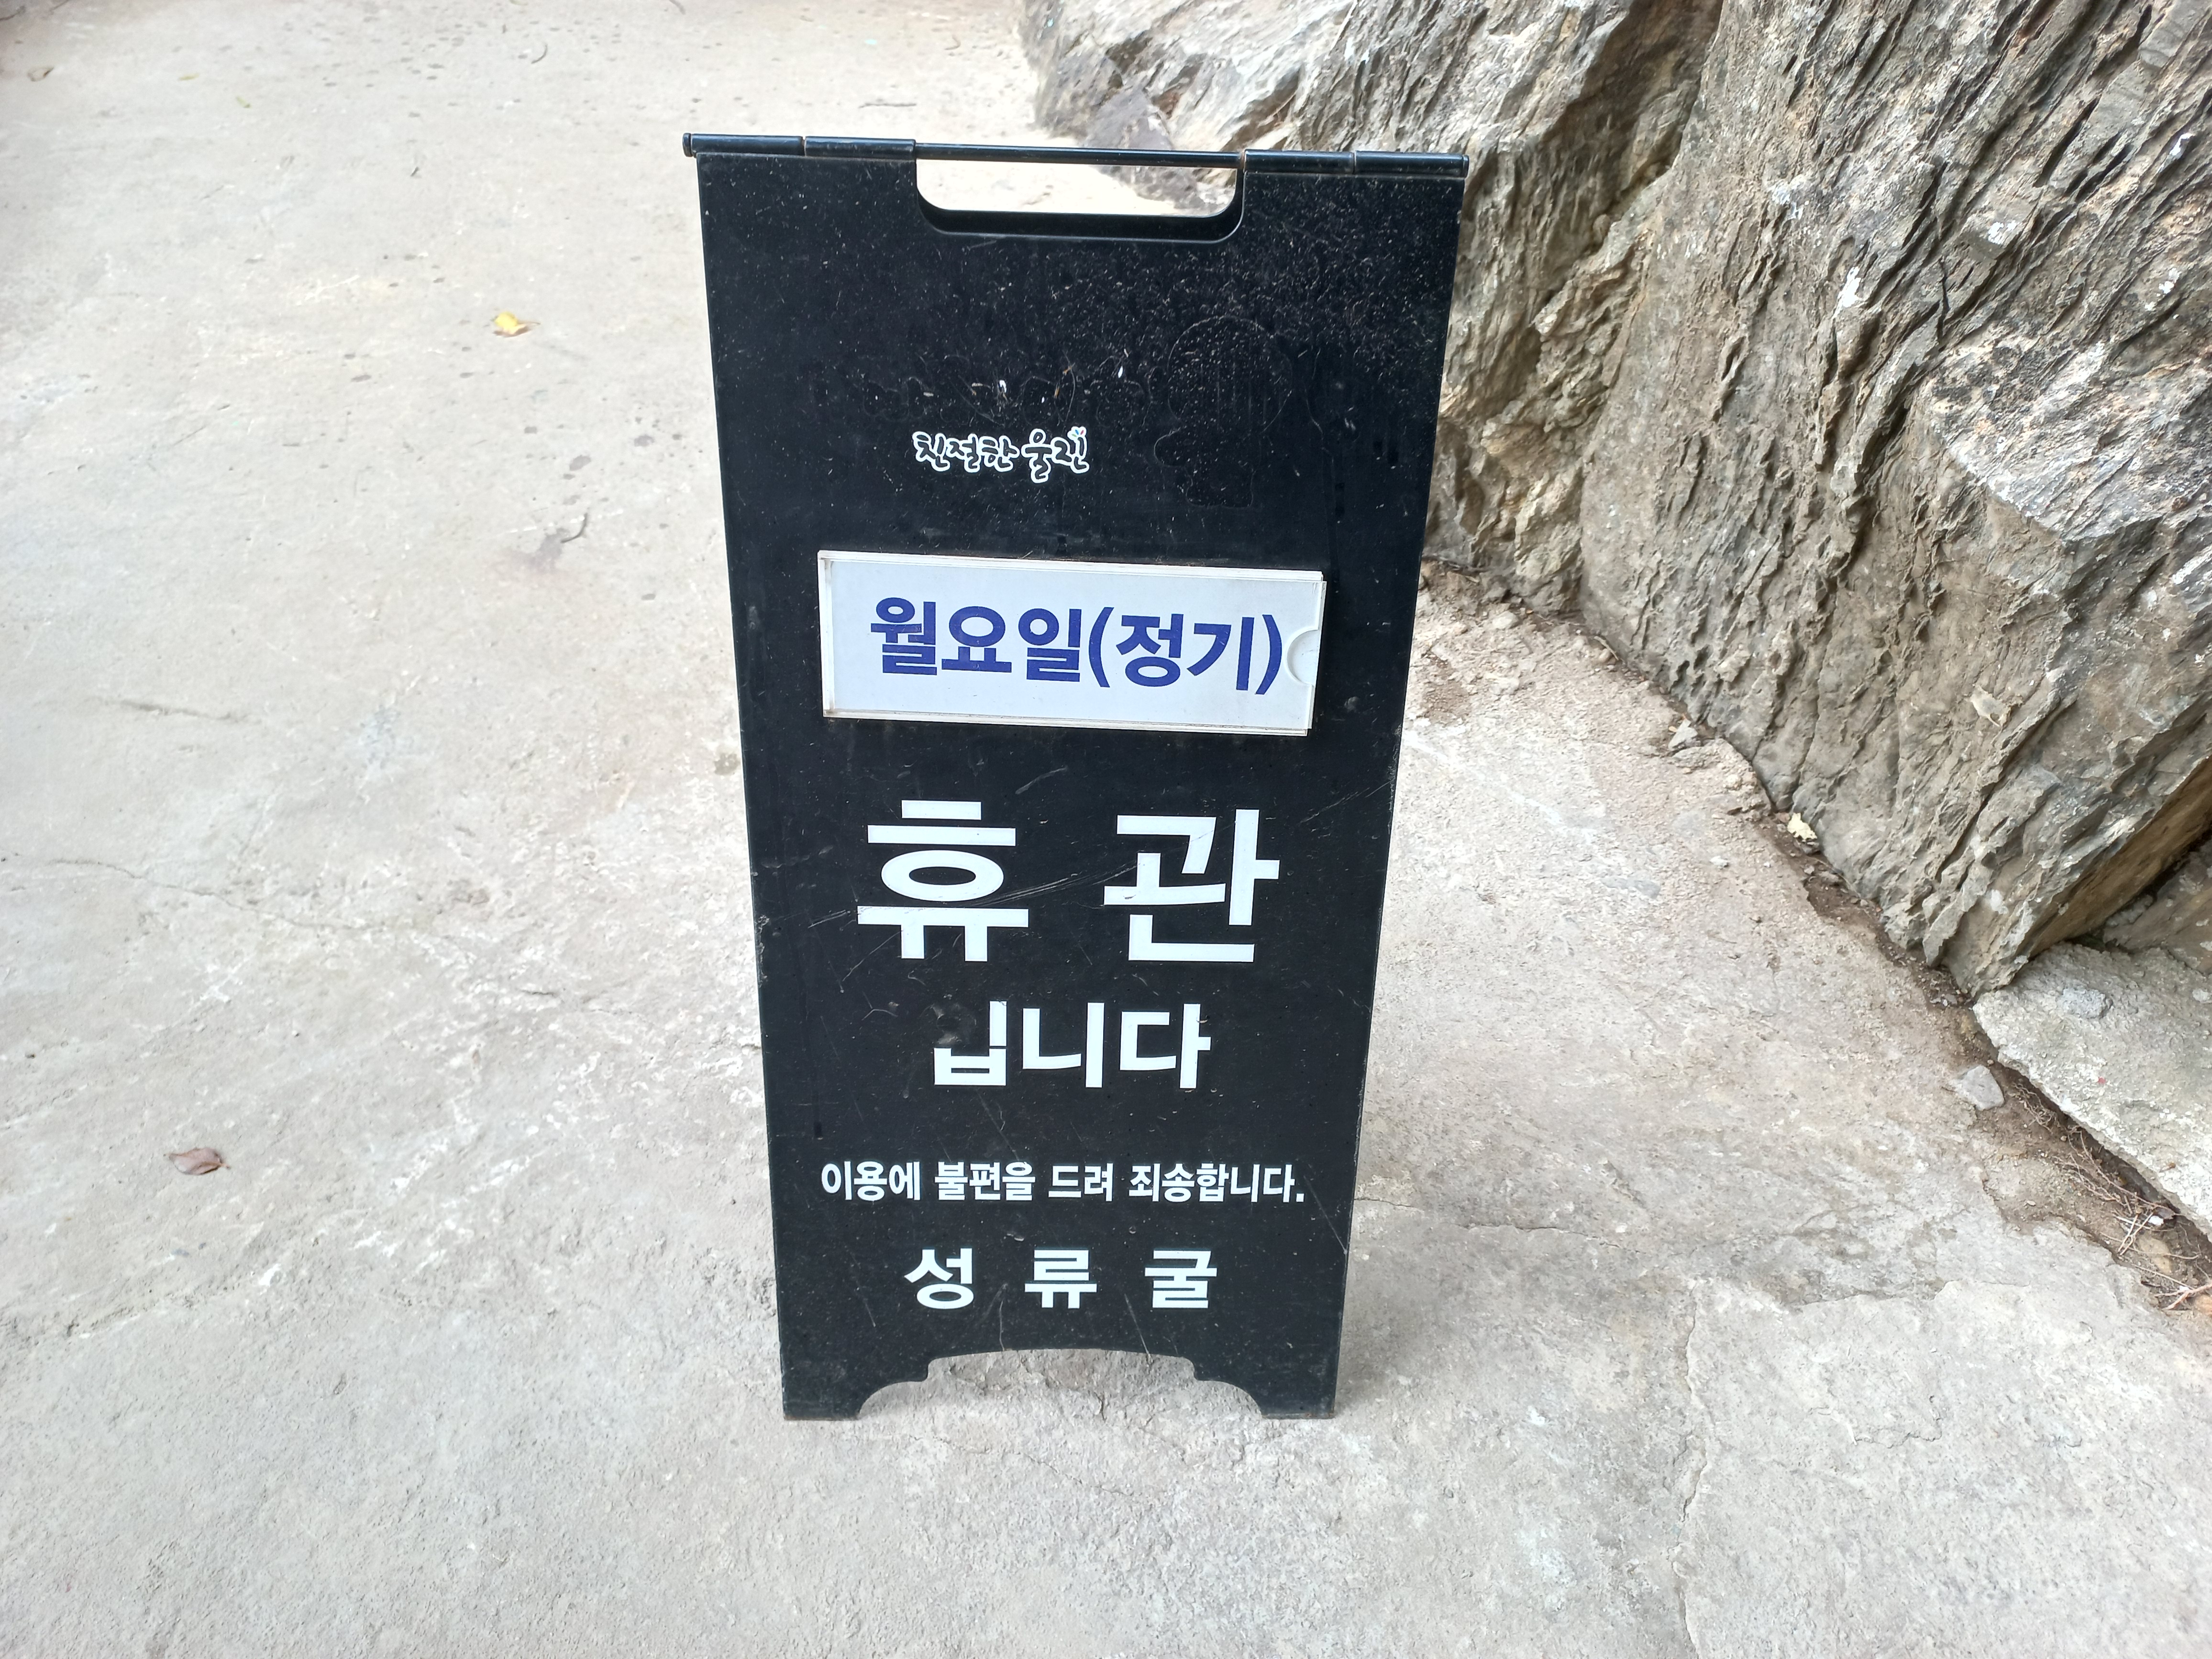 친절한 울진
월요일(정기)
휴 관
입니다
이용에 불편을 드려 죄송합니다.
성 류 굴